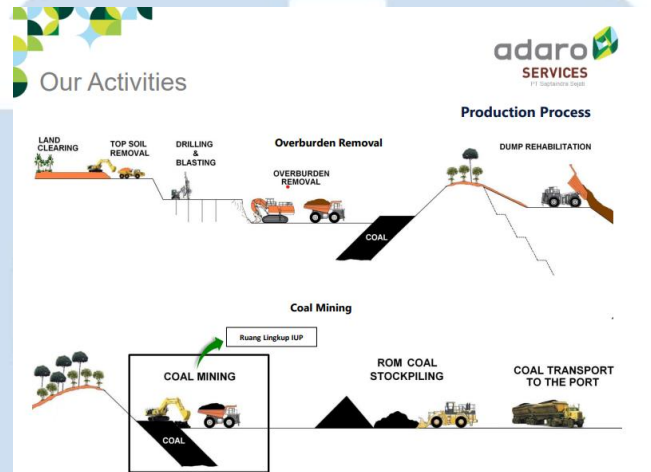 adaro
SERVICES
PT Saptaindra Sejati
Our Activities
Production Process
LAND
CLEARING
TOP SOIL
REMOVAL
DRILLING
&
BLASTING
Overburden Removal
OVERBURDEN
REMOVAL
DUMP REHABILITATION
COAL
Coal Mining
Ruang Lingkup IUP
COAL MINING
COAL
ROM COAL
STOCKPILING
COAL TRANSPORT
TO THE PORT